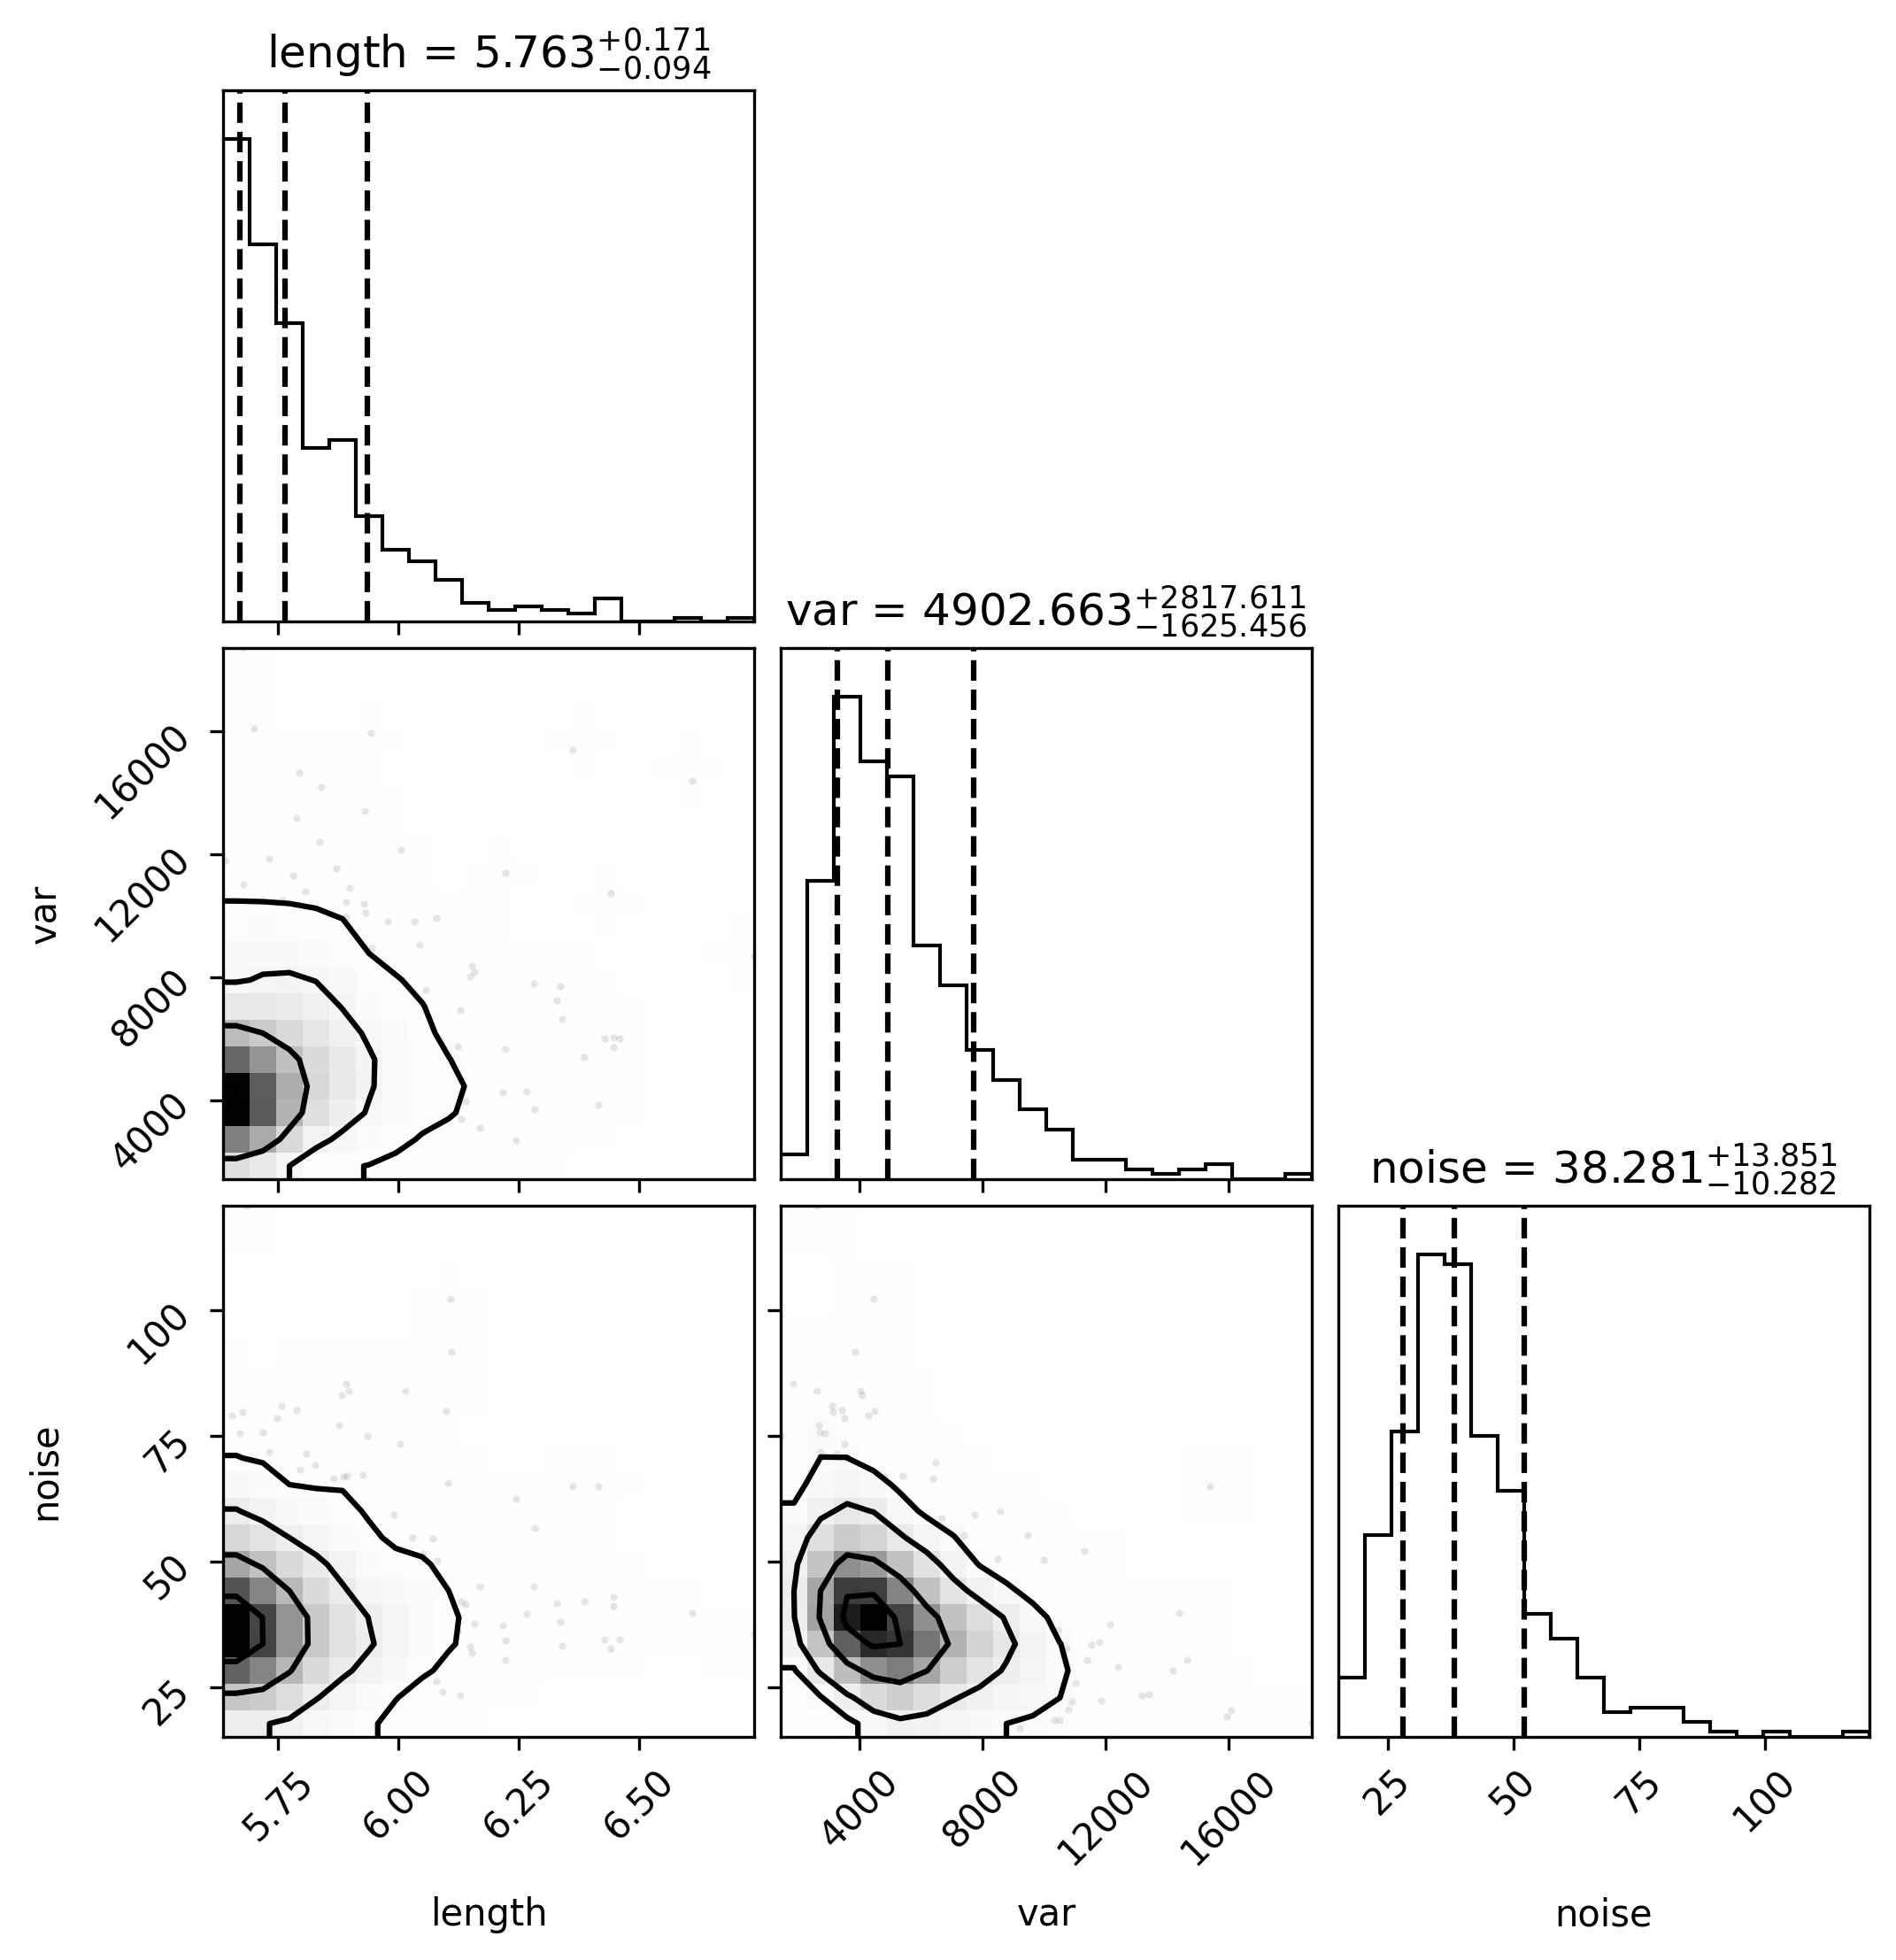 length = 5.763 +0.171 −0.094
var = 4902.663 +2817.611 −1625.456
16000
12000
8000
4000
var
noise = 38.281 +13.851 −10.282
100
75
50
25
noise
5.75 6.00 6.25 6.50
4000 8000 12000 16000
25 50 75 100
length
var
noise